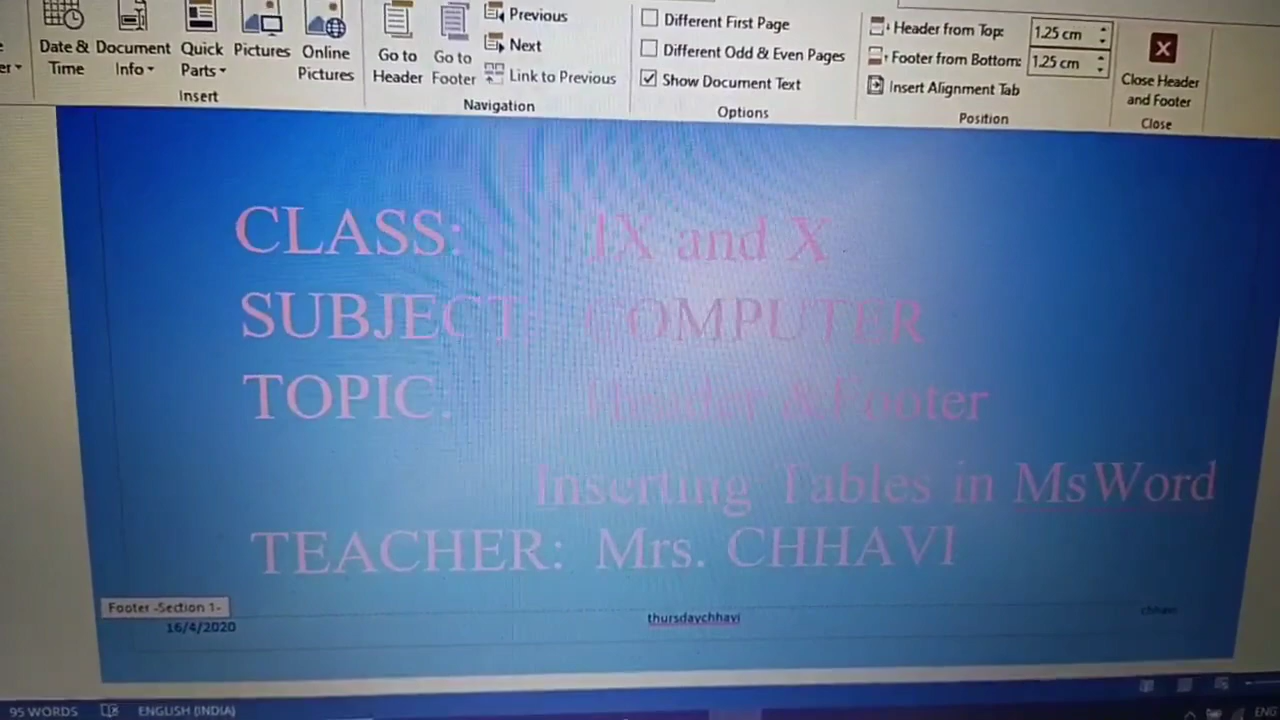 Date & Time
Document Info
Quick Parts
Pictures
Online Pictures
Insert
Go to Header
Go to Footer
Previous
Next
Link to Previous
Navigation
Different First Page
Different Odd & Even Pages
Show Document Text
Options
Header from Top: 1.25 cm
Footer from Bottom: 1.25 cm
Insert Alignment Tab
Position
Close Header and Footer
Close
CLASS: IX and X
SUBJECT: COMPUTER
TOPIC: Header &Footer
Inserting Tables in MsWord
TEACHER: Mrs. CHHAVI
Footer -Section 1-
16/4/2020 thursdaychhavi chhavi
95 WORDS ENGLISH (INDIA)
ENG